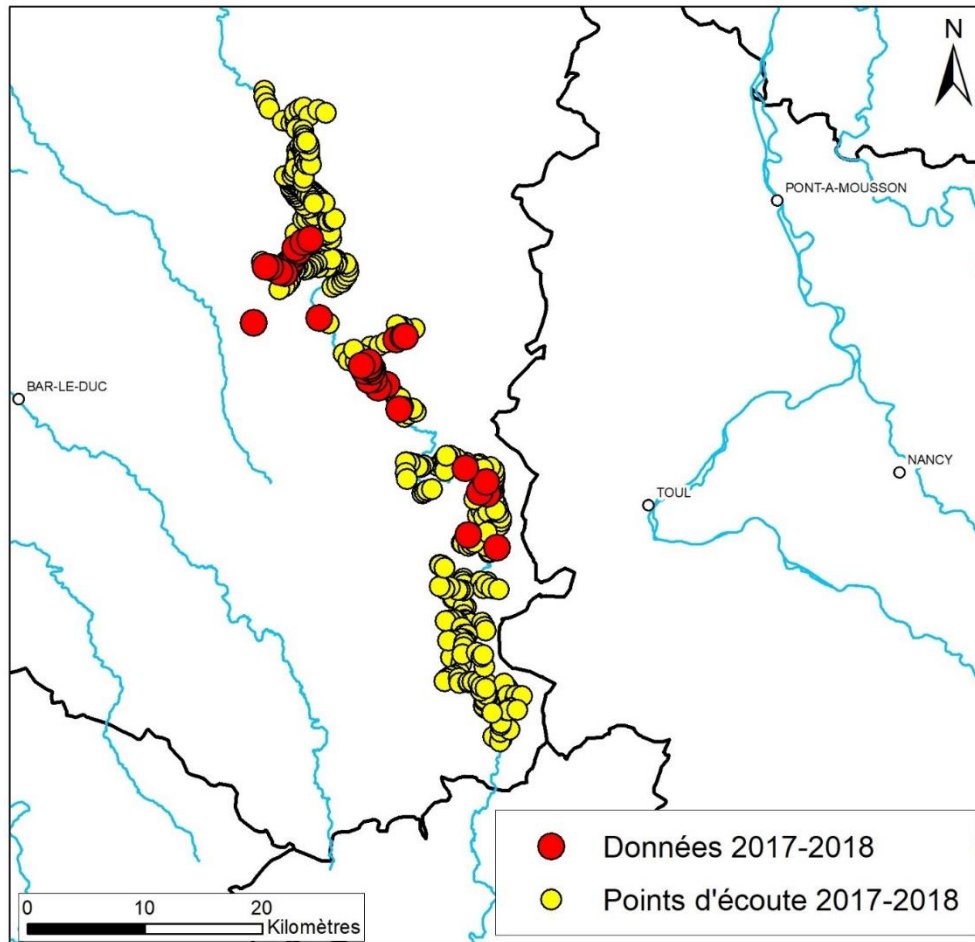 N
PONT-A-MOUSSON
BAR-LE-DUC
NANCY
TOUL
Données 2017-2018
Points d'écoute 2017-2018
0 10 20
Kilomètres